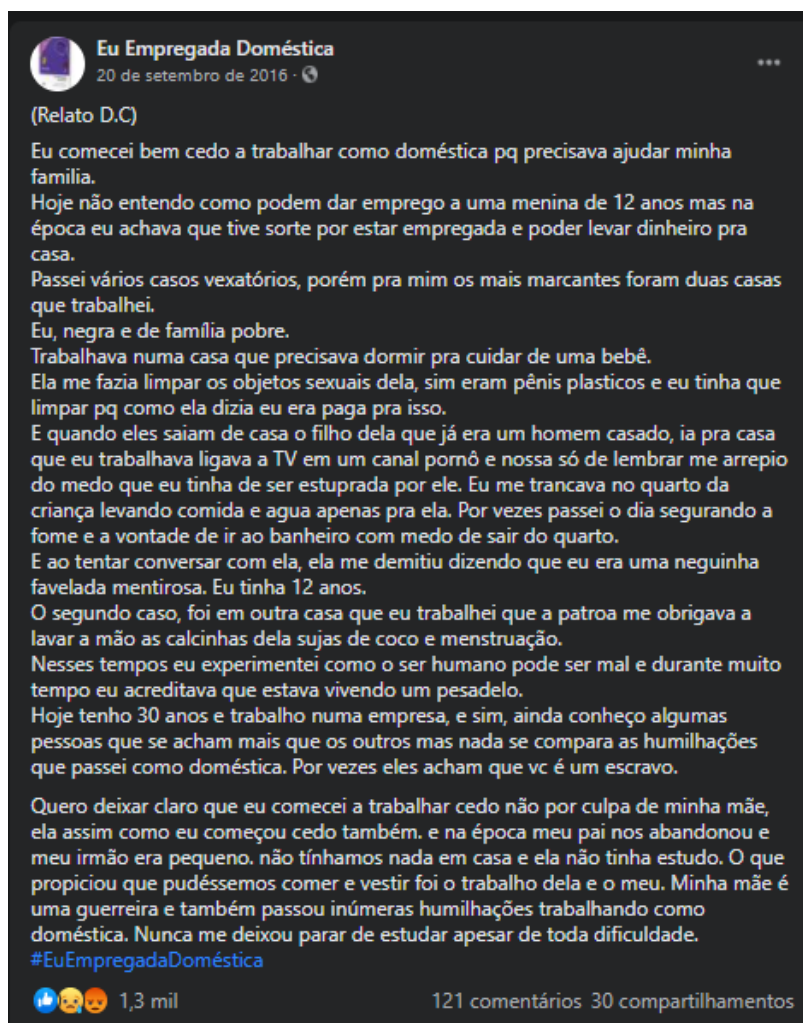 Eu Empregada Doméstica
20 de setembro de 2016 ·
(Relato D.C)
Eu comecei bem cedo a trabalhar como doméstica pq precisava ajudar minha
familia.
Hoje não entendo como podem dar emprego a uma menina de 12 anos mas na
época eu achava que tive sorte por estar empregada e poder levar dinheiro pra
casa.
Passei vários casos vexatórios, porém pra mim os mais marcantes foram duas casas
que trabalhei.
Eu, negra e de família pobre.
Trabalhava numa casa que precisava dormir pra cuidar de uma bebê.
Ela me fazia limpar os objetos sexuais dela, sim eram pênis plasticos e eu tinha que
limpar pq como ela dizia eu era paga pra isso.
E quando eles saiam de casa o filho dela que já era um homem casado, ia pra casa
que eu trabalhava ligava a TV em um canal pornô e nossa só de lembrar me arrepio
do medo que eu tinha de ser estuprada por ele. Eu me trancava no quarto da
criança levando comida e agua apenas pra ela. Por vezes passei o dia segurando a
fome e a vontade de ir ao banheiro com medo de sair do quarto.
E ao tentar conversar com ela, ela me demitiu dizendo que eu era uma neguinha
favelada mentirosa. Eu tinha 12 anos.
O segundo caso, foi em outra casa que eu trabalhei que a patroa me obrigava a
lavar a mão as calcinhas dela sujas de coco e menstruação.
Nesses tempos eu experimentei como o ser humano pode ser mal e durante muito
tempo eu acreditava que estava vivendo um pesadelo.
Hoje tenho 30 anos e trabalho numa empresa, e sim, ainda conheço algumas
pessoas que se acham mais que os outros mas nada se compara as humilhações
que passei como doméstica. Por vezes eles acham que vc é um escravo.
Quero deixar claro que eu comecei a trabalhar cedo não por culpa de minha mãe,
ela assim como eu começou cedo também. e na época meu pai nos abandonou e
meu irmão era pequeno. não tínhamos nada em casa e ela não tinha estudo. O que
propiciou que pudéssemos comer e vestir foi o trabalho dela e o meu. Minha mãe é
uma guerreira e também passou inúmeras humilhações trabalhando como
doméstica. Nunca me deixou parar de estudar apesar de toda dificuldade.
#EuEmpregadaDoméstica
1,3 mil 121 comentários 30 compartilhamentos